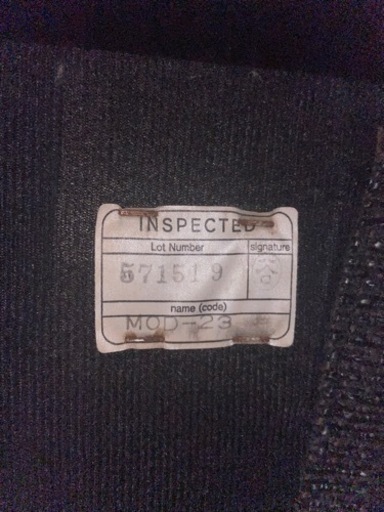 INSPECTED
Lot Number
signature
571519
name (code)
MOD-23